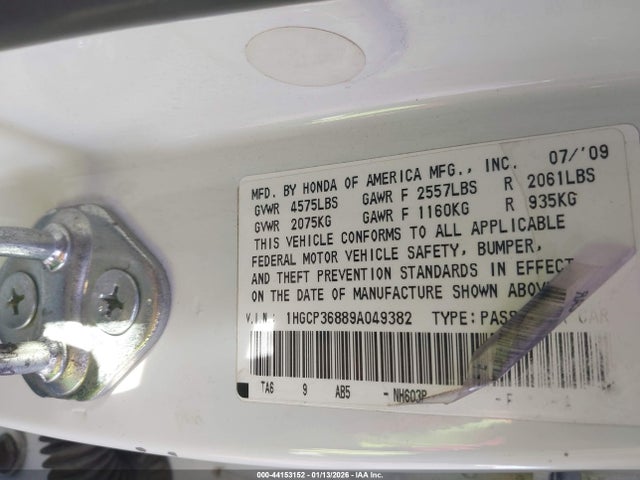 MFD. BY HONDA OF AMERICA MFG., INC. 07/'09
GVWR 4575LBS GAWR F 2557LBS R 2061LBS
GVWR 2075KG GAWR F 1160KG R 935KG
THIS VEHICLE CONFORMS TO ALL APPLICABLE
FEDERAL MOTOR VEHICLE SAFETY, BUMPER,
AND THEFT PREVENTION STANDARDS IN EFFECT
ON THE DATE OF MANUFACTURE SHOWN ABOVE
V.I.N: 1HGCP36889A049382 TYPE: CAR
TA6 9 AB5 - NH603P - F
000-44153152 - 01/13/2026 - IAA Inc.